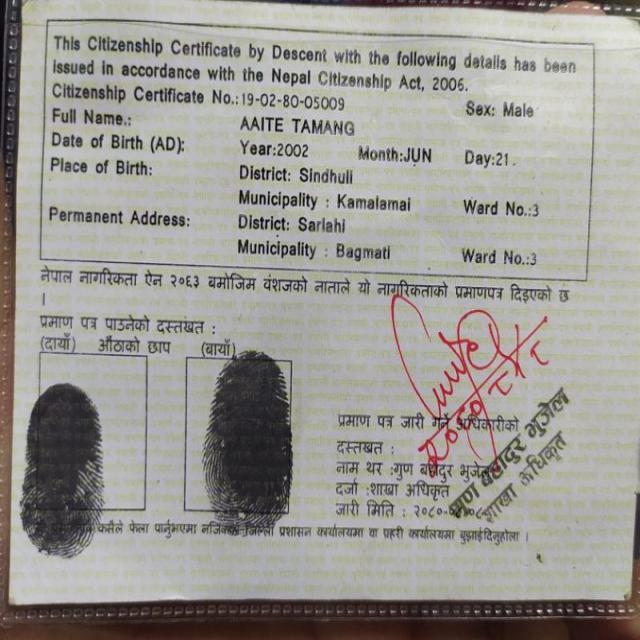 This Citizenship Certificate by Descent with the following details has been
issued in accordance with the Nepal Citizenship Act, 2006.
Citizenship Certificate No.:19-02-80-05009 Sex: Male
Full Name.: AAITE TAMANG
Date of Birth (AD): Year:2002 Month:JUN Day:21.
Place of Birth: District: Sindhuli
Municipality : Kamalamai Ward No.:3
Permanent Address: District: Sarlahi
Municipality : Bagmati Ward No.:3
नेपाल नागरिकता ऐन २०६३ बमोजिम वंशजको नाताले यो नागरिकताको प्रमाणपत्र दिइएको छ
।
प्रमाण पत्र पाउनेको दस्तखत :
(दायाँ) औंठाको छाप (बायाँ)
प्रमाण पत्र जारी गर्ने अधिकारीको
दस्तखत :
नाम थर :गुण बहादुर भुजेल
दर्जा :शाखा अधिकृत
जारी मिति : २०८०
गुण बहादुर भुजेल
शाखा अधिकृत
कसैले फेला पार्नुभएमा नजिकको जिल्ला प्रशासन कार्यालयमा वा प्रहरी कार्यालयमा बुझाईदिनुहोला ।